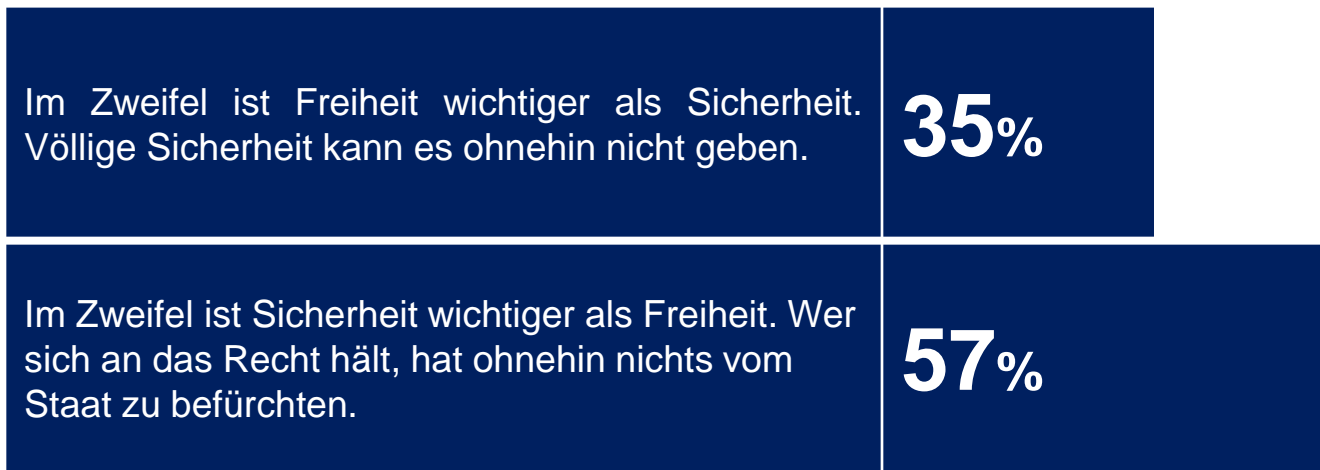 Im Zweifel ist Freiheit wichtiger als Sicherheit.
Völlige Sicherheit kann es ohnehin nicht geben.
35%
Im Zweifel ist Sicherheit wichtiger als Freiheit. Wer
sich an das Recht hält, hat ohnehin nichts vom
Staat zu befürchten.
57%